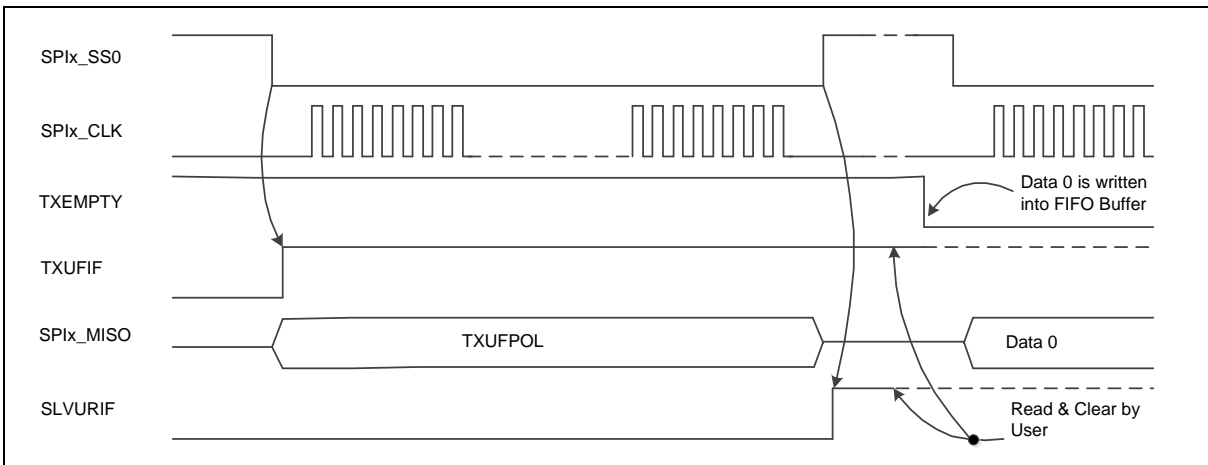 SPIx_SS0
SPIx_CLK
TXEMPTY
Data 0 is written
into FIFO Buffer
TXUFIF
SPIx_MISO
TXUFPOL
Data 0
SLVURIF
Read & Clear by
User